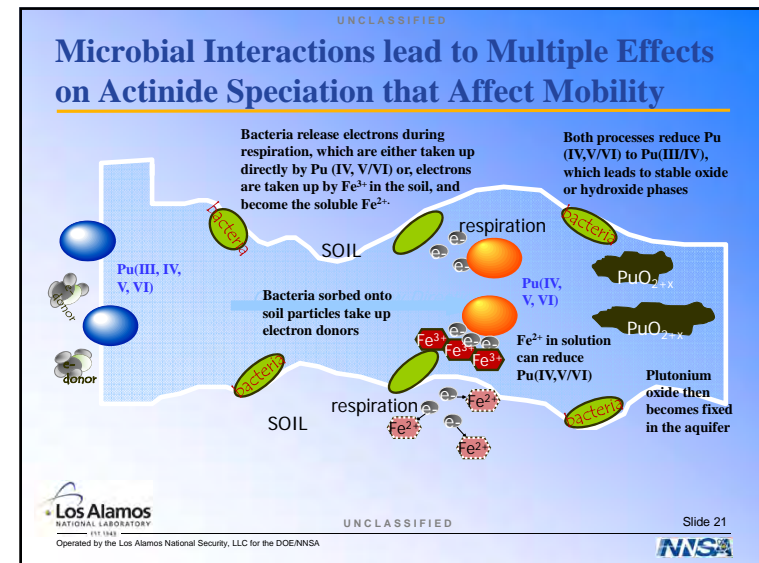 UNCLASSIFIED
Microbial Interactions lead to Multiple Effects
on Actinide Speciation that Affect Mobility
Bacteria release electrons during
respiration, which are either taken up
directly by Pu (IV, V/VI) or, electrons
are taken up by Fe³⁺ in the soil, and
become the soluble Fe²⁺.
Both processes reduce Pu
(IV,V/VI) to Pu(III/IV),
which leads to stable oxide
or hydroxide phases
bacteria
SOIL
respiration
bacteria
e-
e-
e-
Pu(III, IV,
V, VI)
Pu(IV,
V, VI)
PuO2+x
donor
Bacteria sorbed onto
soil particles take up
electron donors
PuO2+x
e-
e-
e-
Fe³⁺
Fe³⁺
Fe³⁺
Fe²⁺ in solution
can reduce
Pu(IV,V/VI)
e-
donor
bacteria
Plutonium
oxide then
becomes fixed
in the aquifer
respiration
e-
e-
e-
Fe²⁺
Fe²⁺
Fe²⁺
bacteria
SOIL
Los Alamos
NATIONAL LABORATORY
EST. 1943
UNCLASSIFIED
Slide 21
Operated by the Los Alamos National Security, LLC for the DOE/NNSA
NNSA